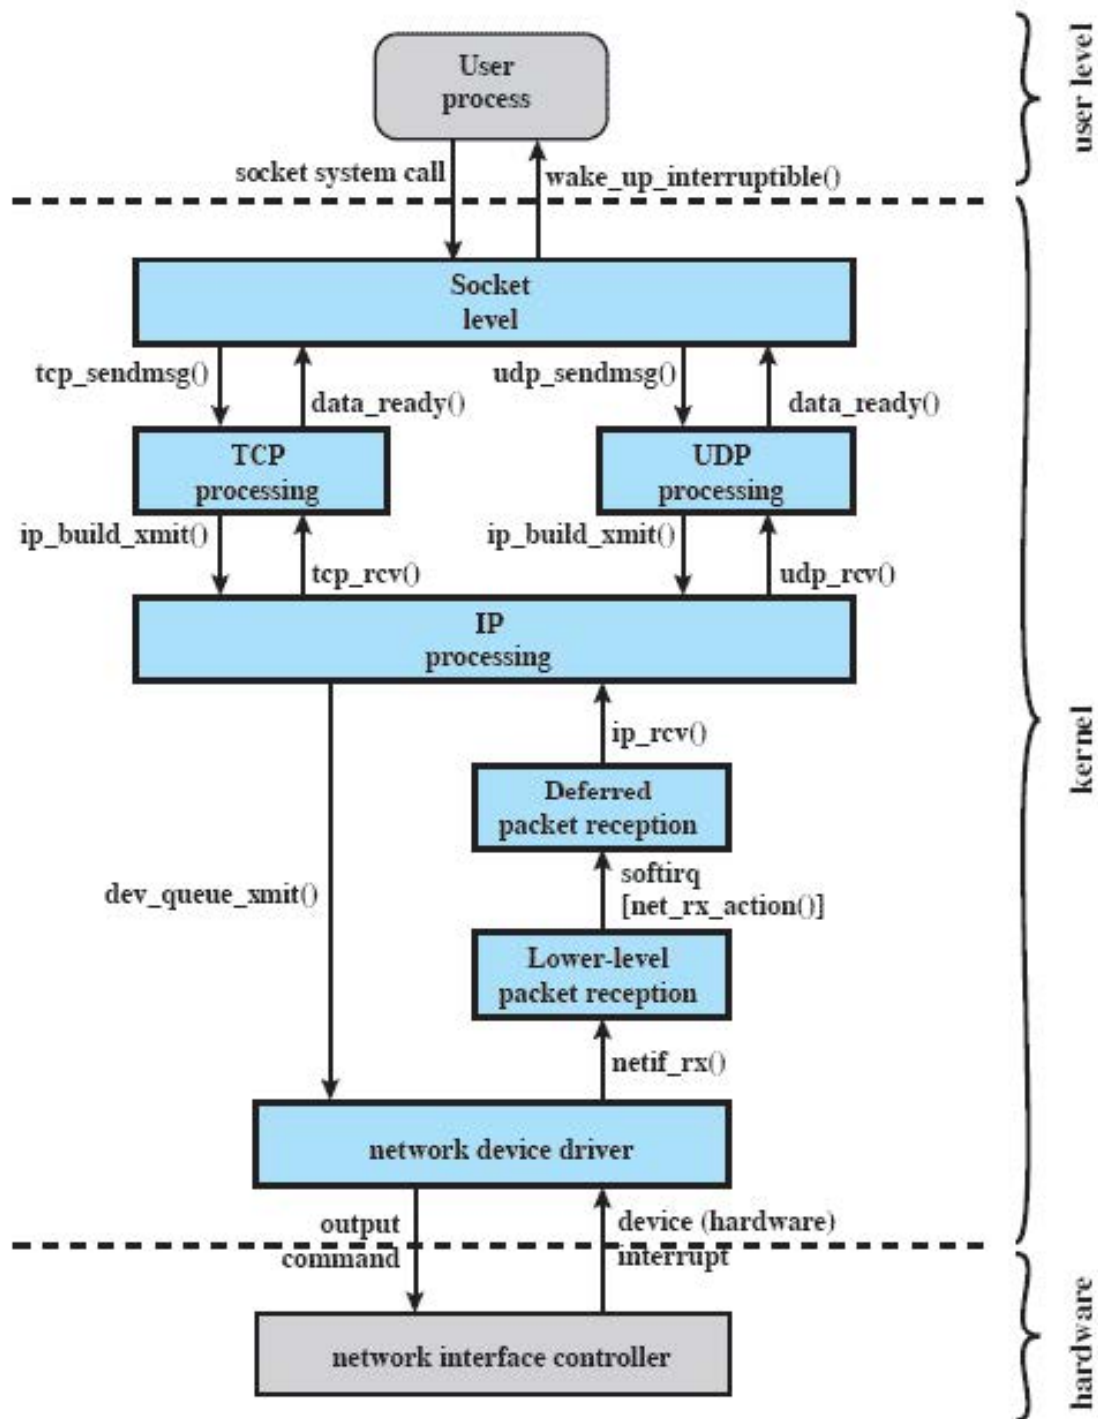 User
process
user level
socket system call
wake_up_interruptible()
Socket
level
tcp_sendmsg()
data_ready()
udp_sendmsg()
data_ready()
TCP
processing
UDP
processing
ip_build_xmit()
tcp_rcv()
ip_build_xmit()
udp_rcv()
IP
processing
kernel
ip_rcv()
Deferred
packet reception
dev_queue_xmit()
softirq
[net_rx_action()]
Lower-level
packet reception
netif_rx()
network device driver
output
command
device (hardware)
interrupt
network interface controller
hardware